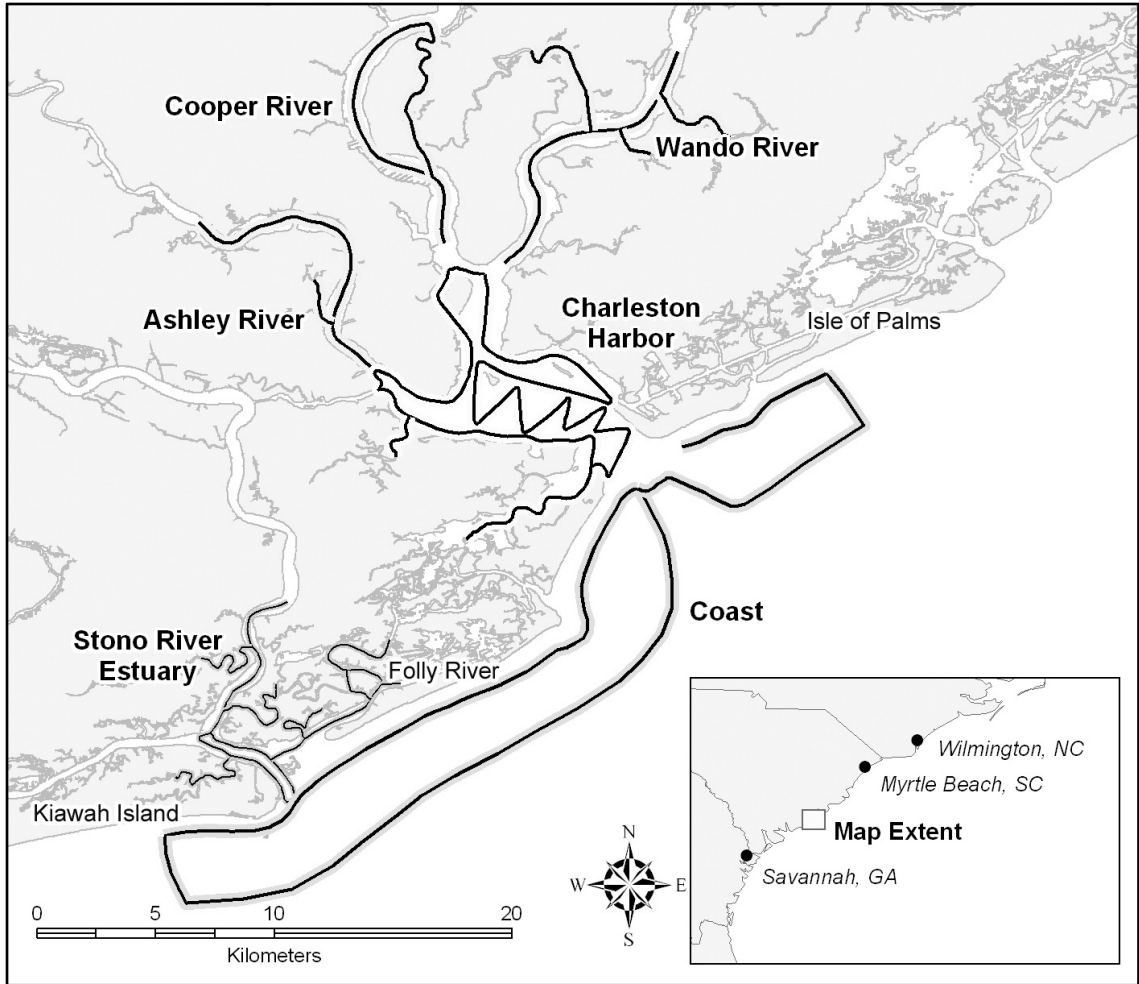 Cooper River
Wando River
Ashley River
Charleston
Harbor
Isle of Palms
Coast
Stono River
Estuary
Folly River
Kiawah Island
Wilmington, NC
Myrtle Beach, SC
Map Extent
Savannah, GA
N
W
E
S
0 5 10 20
Kilometers